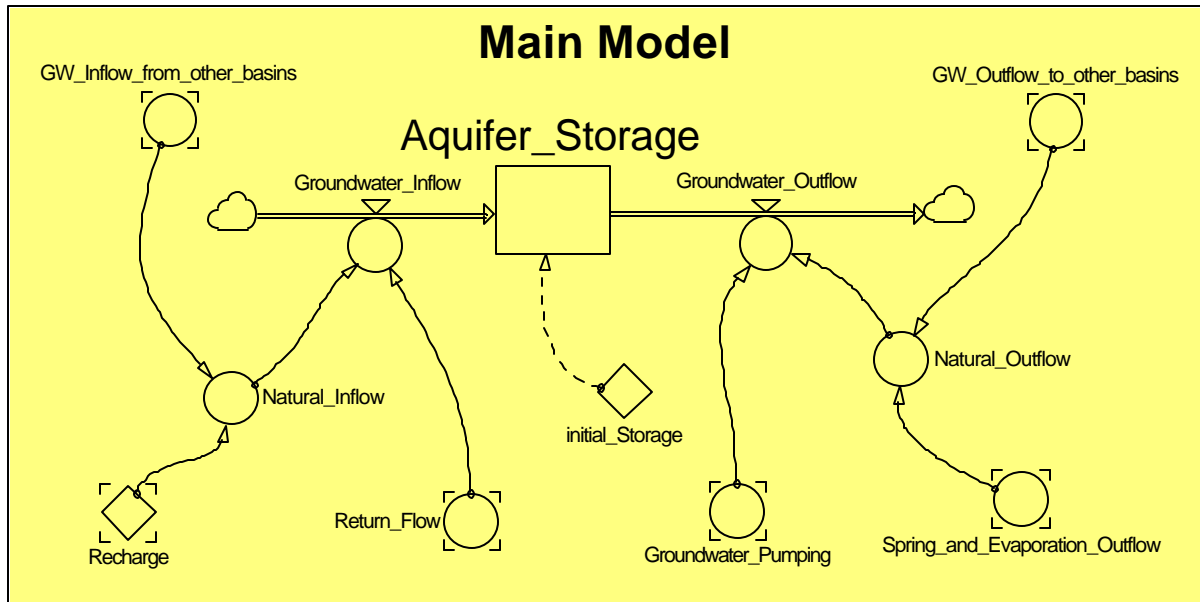 Main Model
GW_Inflow_from_other_basins
GW_Outflow_to_other_basins
Aquifer_Storage
Groundwater_Inflow
Groundwater_Outflow
Natural_Outflow
Natural_Inflow
initial_Storage
Return_Flow
Recharge
Groundwater_Pumping
Spring_and_Evaporation_Outflow